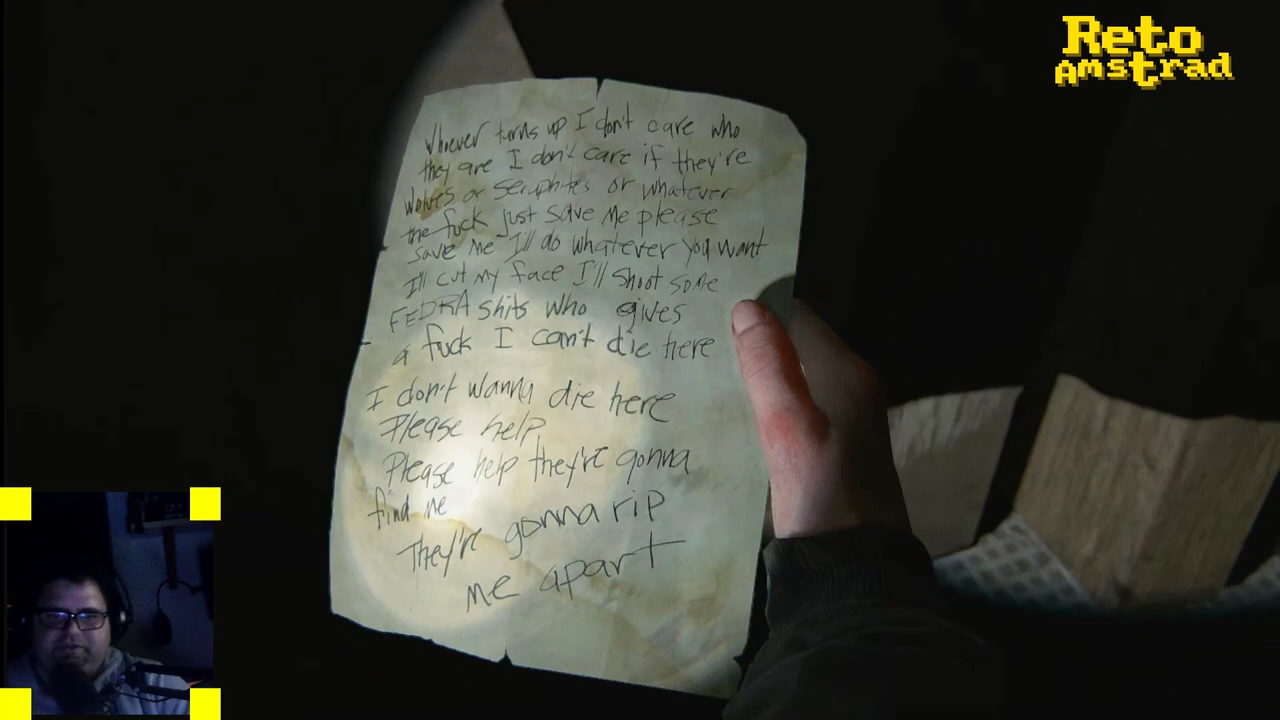 Reto
Amstrad
Whoever turns up I don't care who
they are I don't care if they're
wolves or seraphites or whatever
the fuck just save me please
save me I'll do whatever you want
I'll cut my face I'll shoot some
FEDRA shits who gives
a fuck I can't die here
I don't wanna die here
Please help
Please help they're gonna
find me
They're gonna rip
me apart